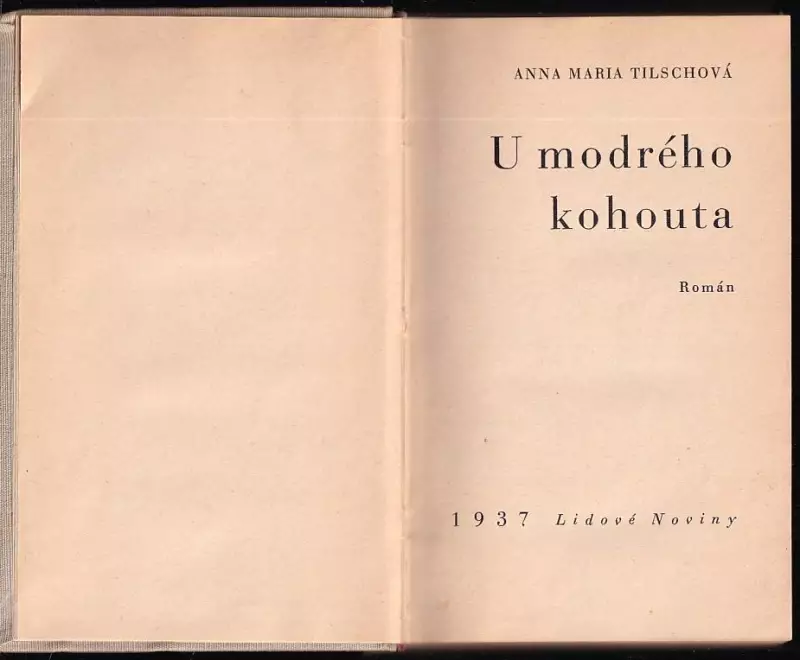 ANNA MARIA TILSCHOVÁ
U modrého
kohouta
Román
1937 Lidové Noviny